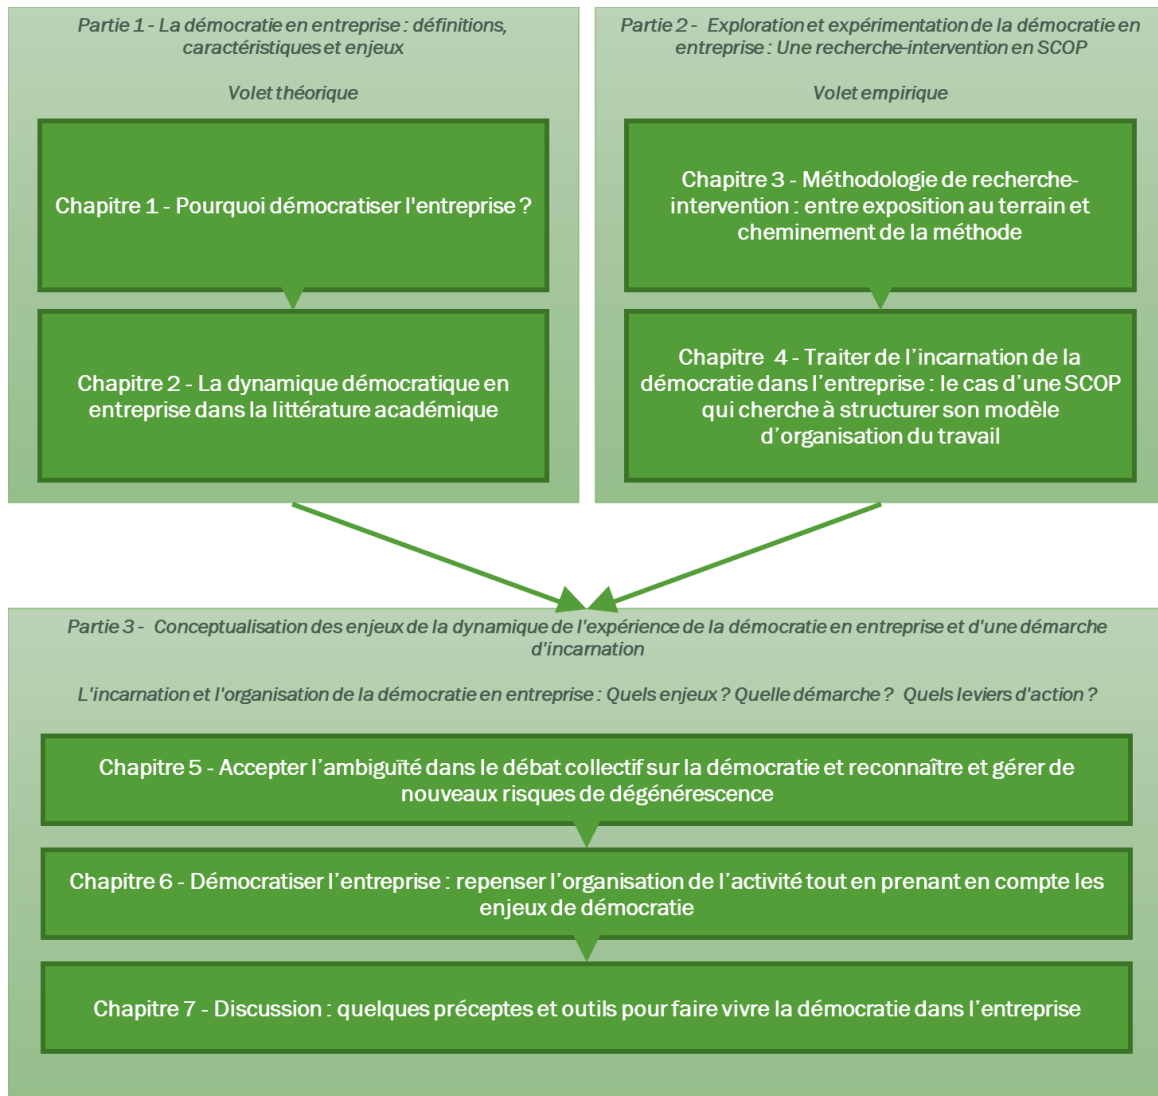 Partie 1 - La démocratie en entreprise : définitions,
caractéristiques et enjeux
Volet théorique
Chapitre 1 - Pourquoi démocratiser l'entreprise ?
Chapitre 2 - La dynamique démocratique en
entreprise dans la littérature académique
Partie 2 - Exploration et expérimentation de la démocratie en
entreprise : Une recherche-intervention en SCOP
Volet empirique
Chapitre 3 - Méthodologie de recherche-
intervention : entre exposition au terrain et
cheminement de la méthode
Chapitre 4 - Traiter de l’incarnation de la
démocratie dans l’entreprise : le cas d’une SCOP
qui cherche à structurer son modèle
d’organisation du travail
Partie 3 - Conceptualisation des enjeux de la dynamique de l'expérience de la démocratie en entreprise et d'une démarche
d'incarnation
L'incarnation et l'organisation de la démocratie en entreprise : Quels enjeux ? Quelle démarche ? Quels leviers d'action ?
Chapitre 5 - Accepter l’ambiguïté dans le débat collectif sur la démocratie et reconnaître et gérer de
nouveaux risques de dégénérescence
Chapitre 6 - Démocratiser l’entreprise : repenser l’organisation de l’activité tout en prenant en compte les
enjeux de démocratie
Chapitre 7 - Discussion : quelques préceptes et outils pour faire vivre la démocratie dans l’entreprise